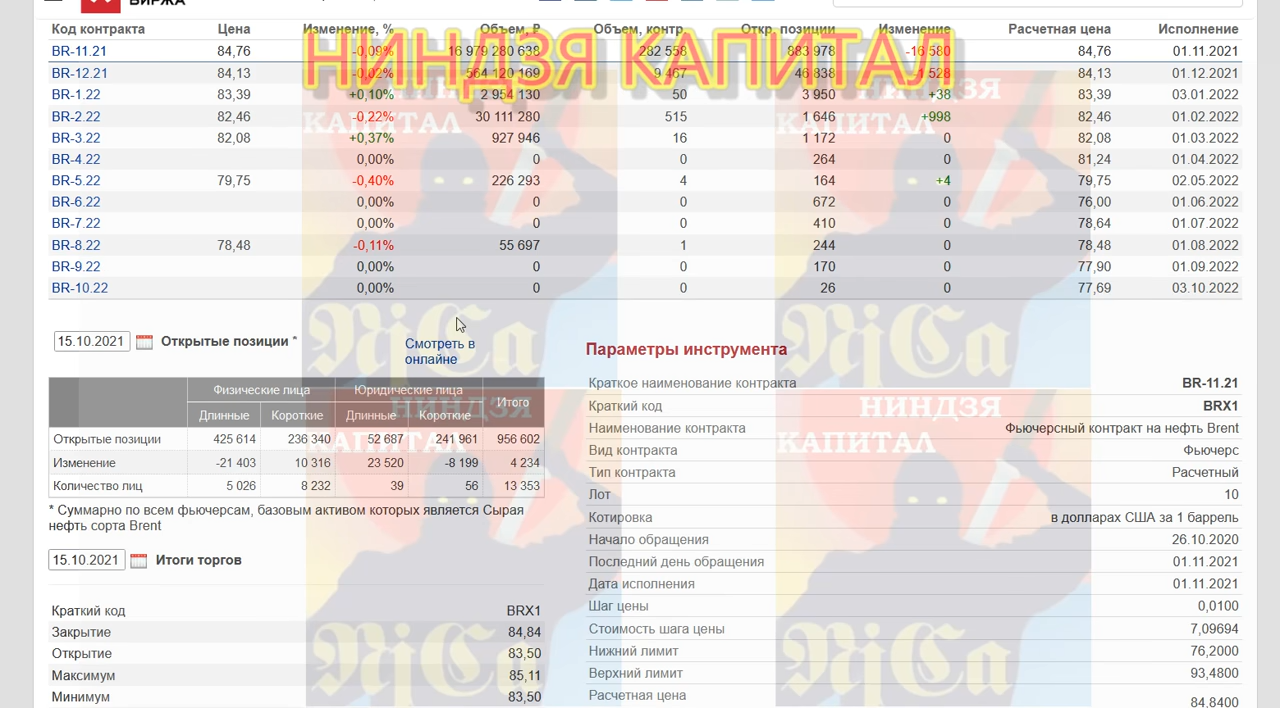 БИРЖА
Код контракта Цена Изменение, % Объем, ₽ Объем, контр. Откр. позиции Изменение Расчетная цена Исполнение
НИНДЗЯ КАПИТАЛ
BR-11.21 84,76 -0,09% 16 979 280 638 282 558 883 978 -16 580 84,76 01.11.2021
BR-12.21 84,13 -0,02% 564 120 169 9 467 46 838 -1 528 84,13 01.12.2021
BR-1.22 83,39 +0,10% 2 954 130 50 3 950 +38 83,39 03.01.2022
BR-2.22 82,46 -0,22% 30 111 280 515 1 646 +998 82,46 01.02.2022
BR-3.22 82,08 +0,37% 927 946 16 1 172 0 82,08 01.03.2022
BR-4.22 0,00% 0 0 264 0 81,24 01.04.2022
BR-5.22 79,75 -0,40% 226 293 4 164 +4 79,75 02.05.2022
BR-6.22 0,00% 0 0 672 0 76,00 01.06.2022
BR-7.22 0,00% 0 0 410 0 78,64 01.07.2022
BR-8.22 78,48 -0,11% 55 697 1 244 0 78,48 01.08.2022
BR-9.22 0,00% 0 0 170 0 77,90 01.09.2022
BR-10.22 0,00% 0 0 26 0 77,69 03.10.2022
НИНДЗЯ НИНДЗЯ
КАПИТАЛ КАПИТАЛ
NjCa NjCa
15.10.2021 Открытые позиции *
Смотреть в
онлайне
Физические лица Юридические лица Итого
Длинные Короткие Длинные Короткие
Открытые позиции 425 614 236 340 52 687 241 961 956 602
Изменение -21 403 10 316 23 520 -8 199 4 234
Количество лиц 5 026 8 232 39 56 13 353
* Суммарно по всем фьючерсам, базовым активом которых является Сырая
нефть сорта Brent
15.10.2021 Итоги торгов
Краткий код BRX1
Закрытие 84,84
Открытие 83,50
Максимум 85,11
Минимум 83,50
Параметры инструмента
Краткое наименование контракта BR-11.21
Краткий код BRX1
Наименование контракта Фьючерсный контракт на нефть Brent
Вид контракта Фьючерс
Тип контракта Расчетный
Лот 10
Котировка в долларах США за 1 баррель
Начало обращения 26.10.2020
Последний день обращения 01.11.2021
Дата исполнения 01.11.2021
Шаг цены 0,0100
Стоимость шага цены 7,09694
Нижний лимит 76,2000
Верхний лимит 93,4800
Расчетная цена 84,8400
НИНДЗЯ НИНДЗЯ
КАПИТАЛ КАПИТАЛ
NjCa NjCa